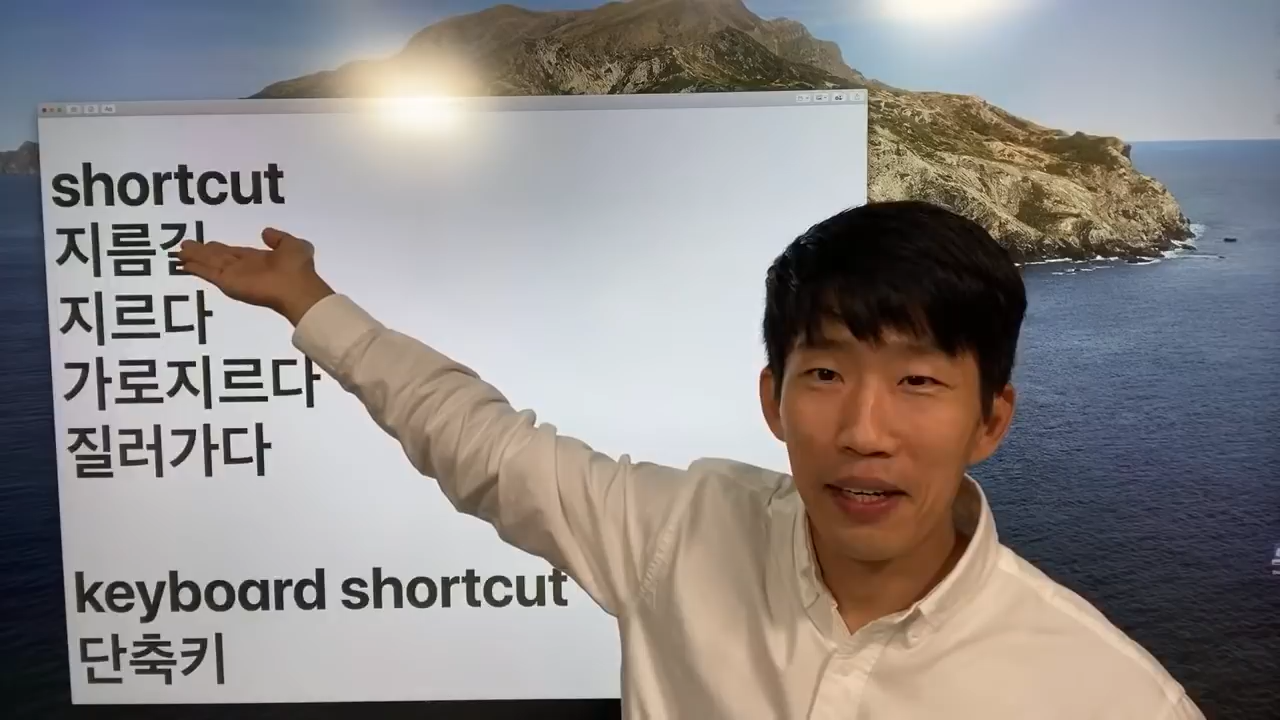 shortcut
지름길
지르다
가로지르다
질러가다
keyboard shortcut
단축키